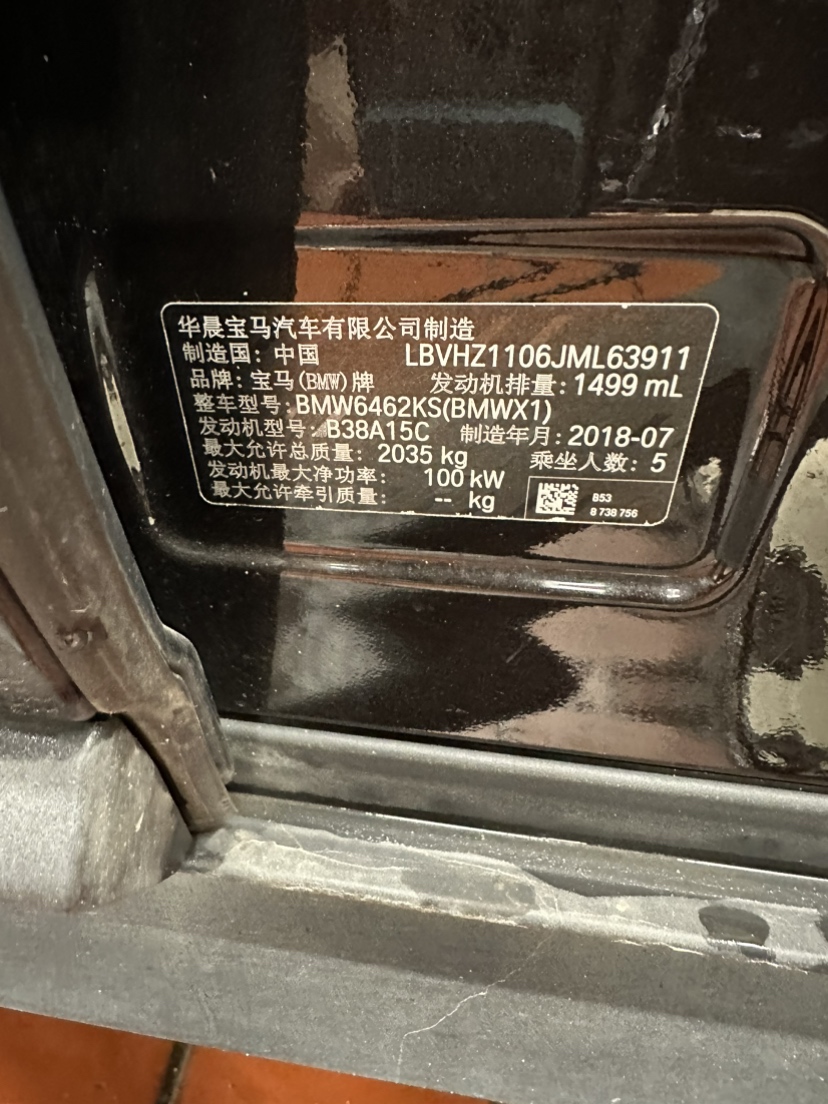 华晨宝马汽车有限公司制造
制造国: 中国 LBVHZ1106JML63911
品牌: 宝马(BMW)牌 发动机排量: 1499 mL
整车型号: BMW6462KS(BMWX1)
发动机型号: B38A15C 制造年月: 2018-07
最大允许总质量: 2035 kg 乘坐人数: 5
发动机最大净功率: 100 kW
最大允许牵引质量: -- kg
B53
8 738 756